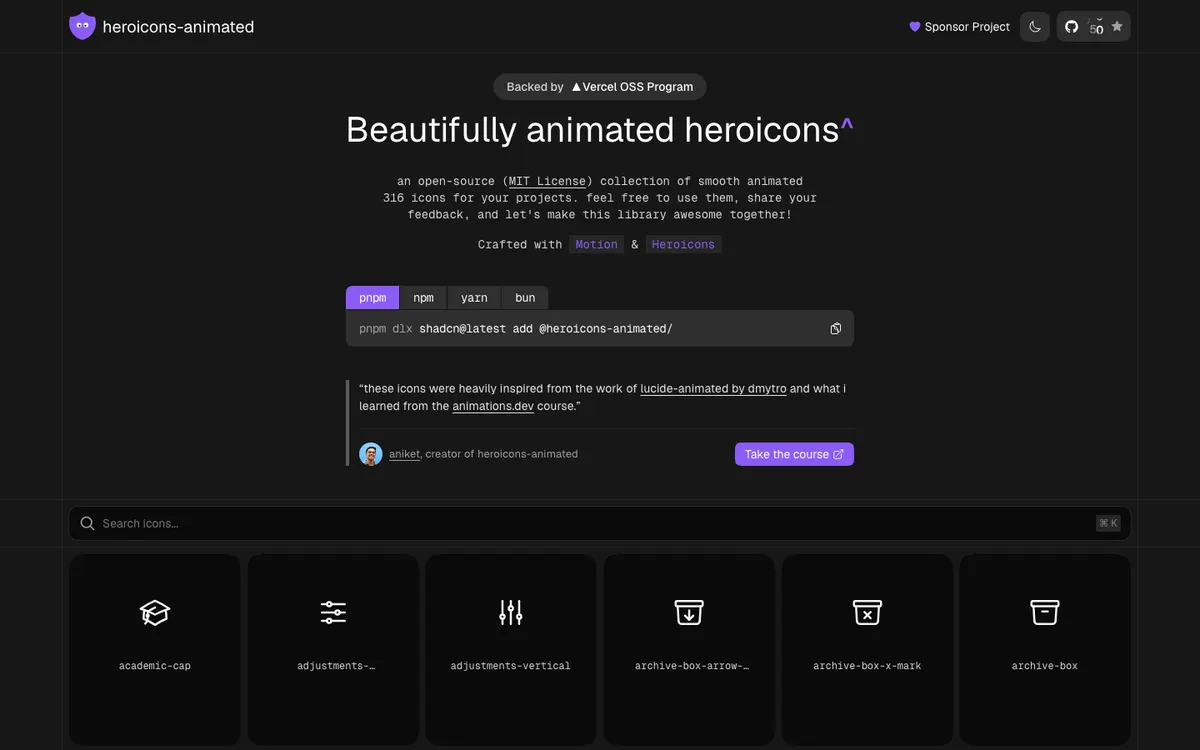 heroicons-animated
Sponsor Project
Backed by ▲Vercel OSS Program
Beautifully animated heroicons^
an open-source (MIT License) collection of smooth animated
316 icons for your projects. feel free to use them, share your
feedback, and let's make this library awesome together!
Crafted with Motion & Heroicons
pnpm npm yarn bun
pnpm dlx shadcn@latest add @heroicons-animated/
“these icons were heavily inspired from the work of lucide-animated by dmytro and what i
learned from the animations.dev course.”
aniket, creator of heroicons-animated
Take the course
Search icons...
⌘ K
academic-cap
adjustments-…
adjustments-vertical
archive-box-arrow-…
archive-box-x-mark
archive-box